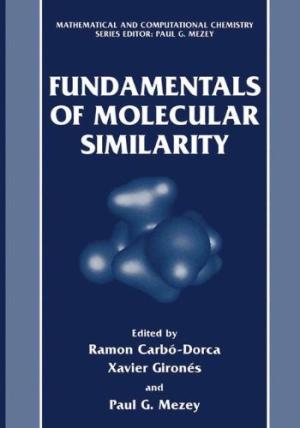 MATHEMATICAL AND COMPUTATIONAL CHEMISTRY
SERIES EDITOR: PAUL G. MEZEY
FUNDAMENTALS
OF MOLECULAR
SIMILARITY
Edited by
Ramon Carbó-Dorca
Xavier Gironés
and
Paul G. Mezey